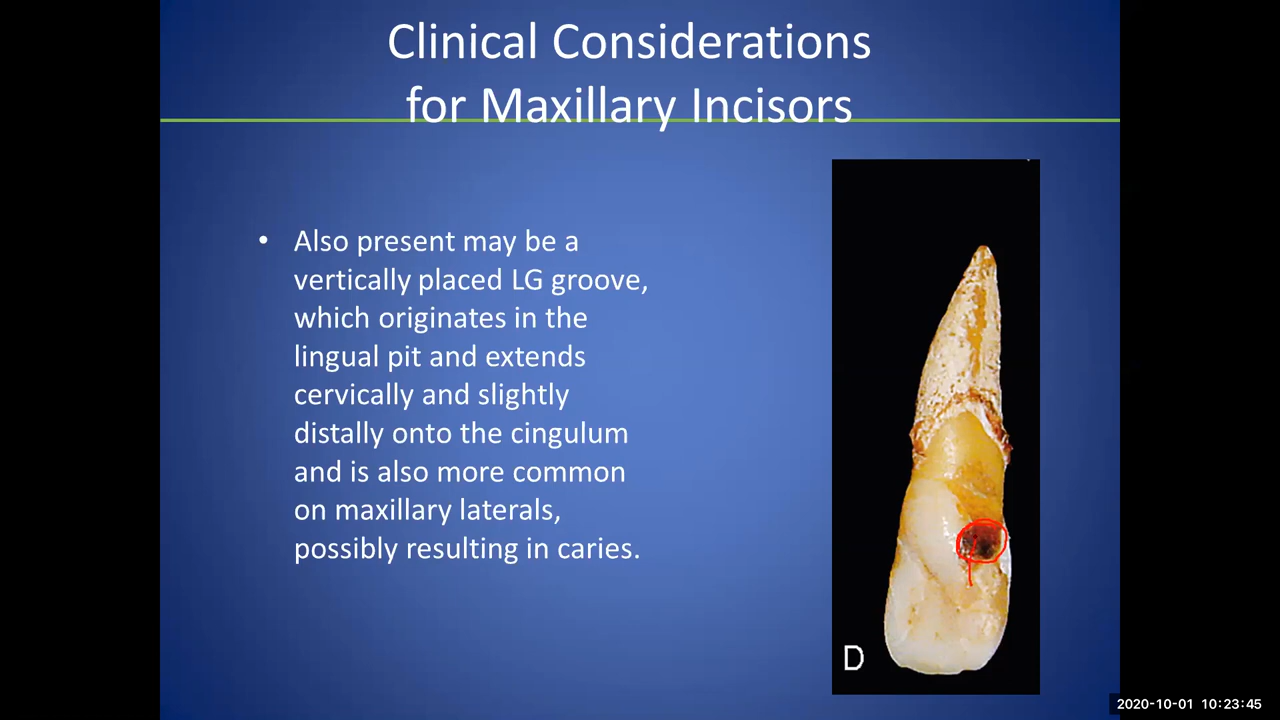 Clinical Considerations
for Maxillary Incisors
• Also present may be a
vertically placed LG groove,
which originates in the
lingual pit and extends
cervically and slightly
distally onto the cingulum
and is also more common
on maxillary laterals,
possibly resulting in caries.
D
2020-10-01 10:23:45